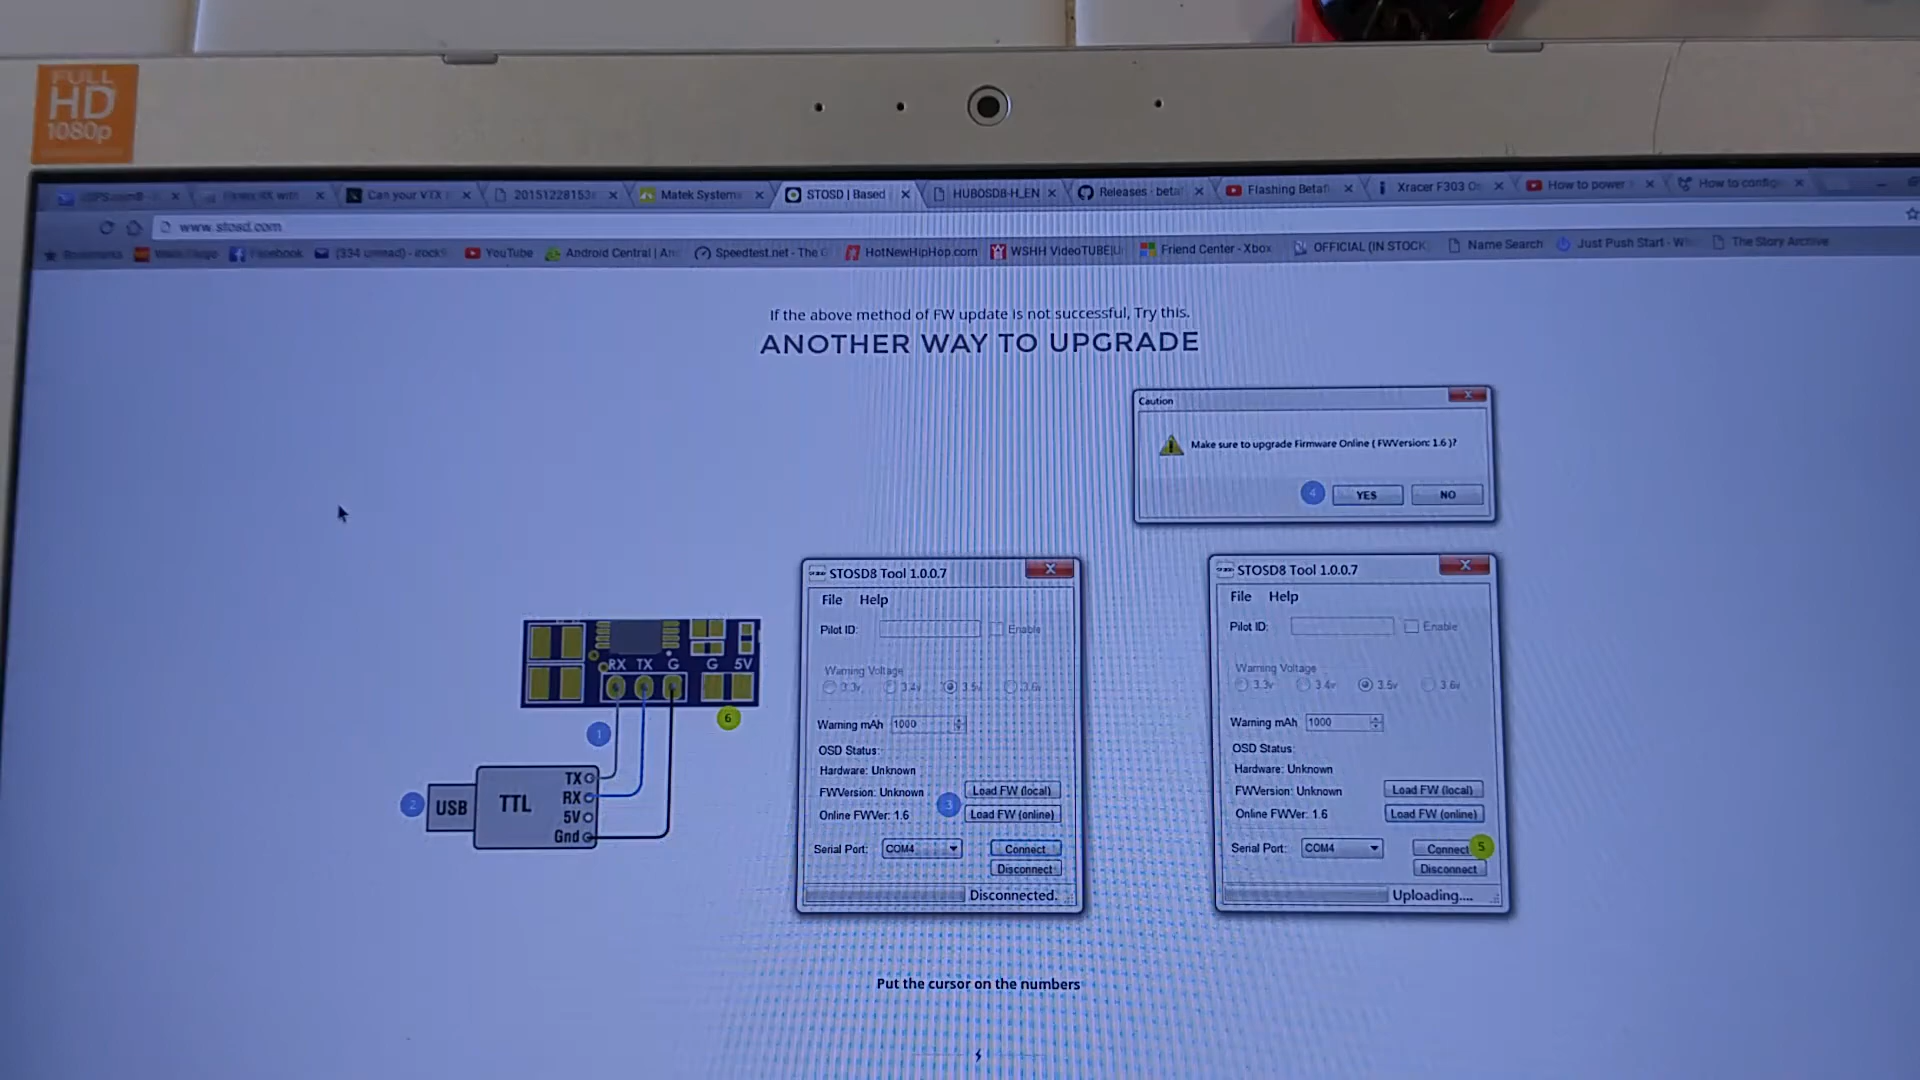 FULL
HD
1080p
Can your VTX
20151228153
Matek System
STOSD | Based
HUBOSD8-H_EN
Releases · beta
Flashing Betafl
Xracer F303 O
How to power
How to config
www.stosd.com
Bookmarks
Facebook
(334 unread) - irock
YouTube
Android Central | An
Speedtest.net - The G
HotNewHipHop.com
WSHH VideoTUBE|U
Friend Center - Xbox
OFFICIAL (IN STOCK
Name Search
Just Push Start - W
The Story Archive
If the above method of FW update is not successful, Try this.
ANOTHER WAY TO UPGRADE
Caution
Make sure to upgrade Firmware Online ( FWVersion: 1.6 )?
4
YES
NO
RX TX G G 5V
1
6
2
USB
TTL
TX
RX
5V
Gnd
STOSD8 Tool 1.0.0.7
File Help
Pilot ID:
Enable
Warning Voltage
3.3v 3.4v 3.5v 3.6v
Warning mAh 1000
OSD Status:
Hardware: Unknown
FWVersion: Unknown
3
Load FW (local)
Online FWVer: 1.6
Load FW (online)
Serial Port: COM4
Connect
Disconnect
Disconnected.
STOSD8 Tool 1.0.0.7
File Help
Pilot ID:
Enable
Warning Voltage
3.3v 3.4v 3.5v 3.6v
Warning mAh 1000
OSD Status:
Hardware: Unknown
FWVersion: Unknown
Load FW (local)
Online FWVer: 1.6
Load FW (online)
Serial Port: COM4
Connect
5
Disconnect
Uploading....
Put the cursor on the numbers